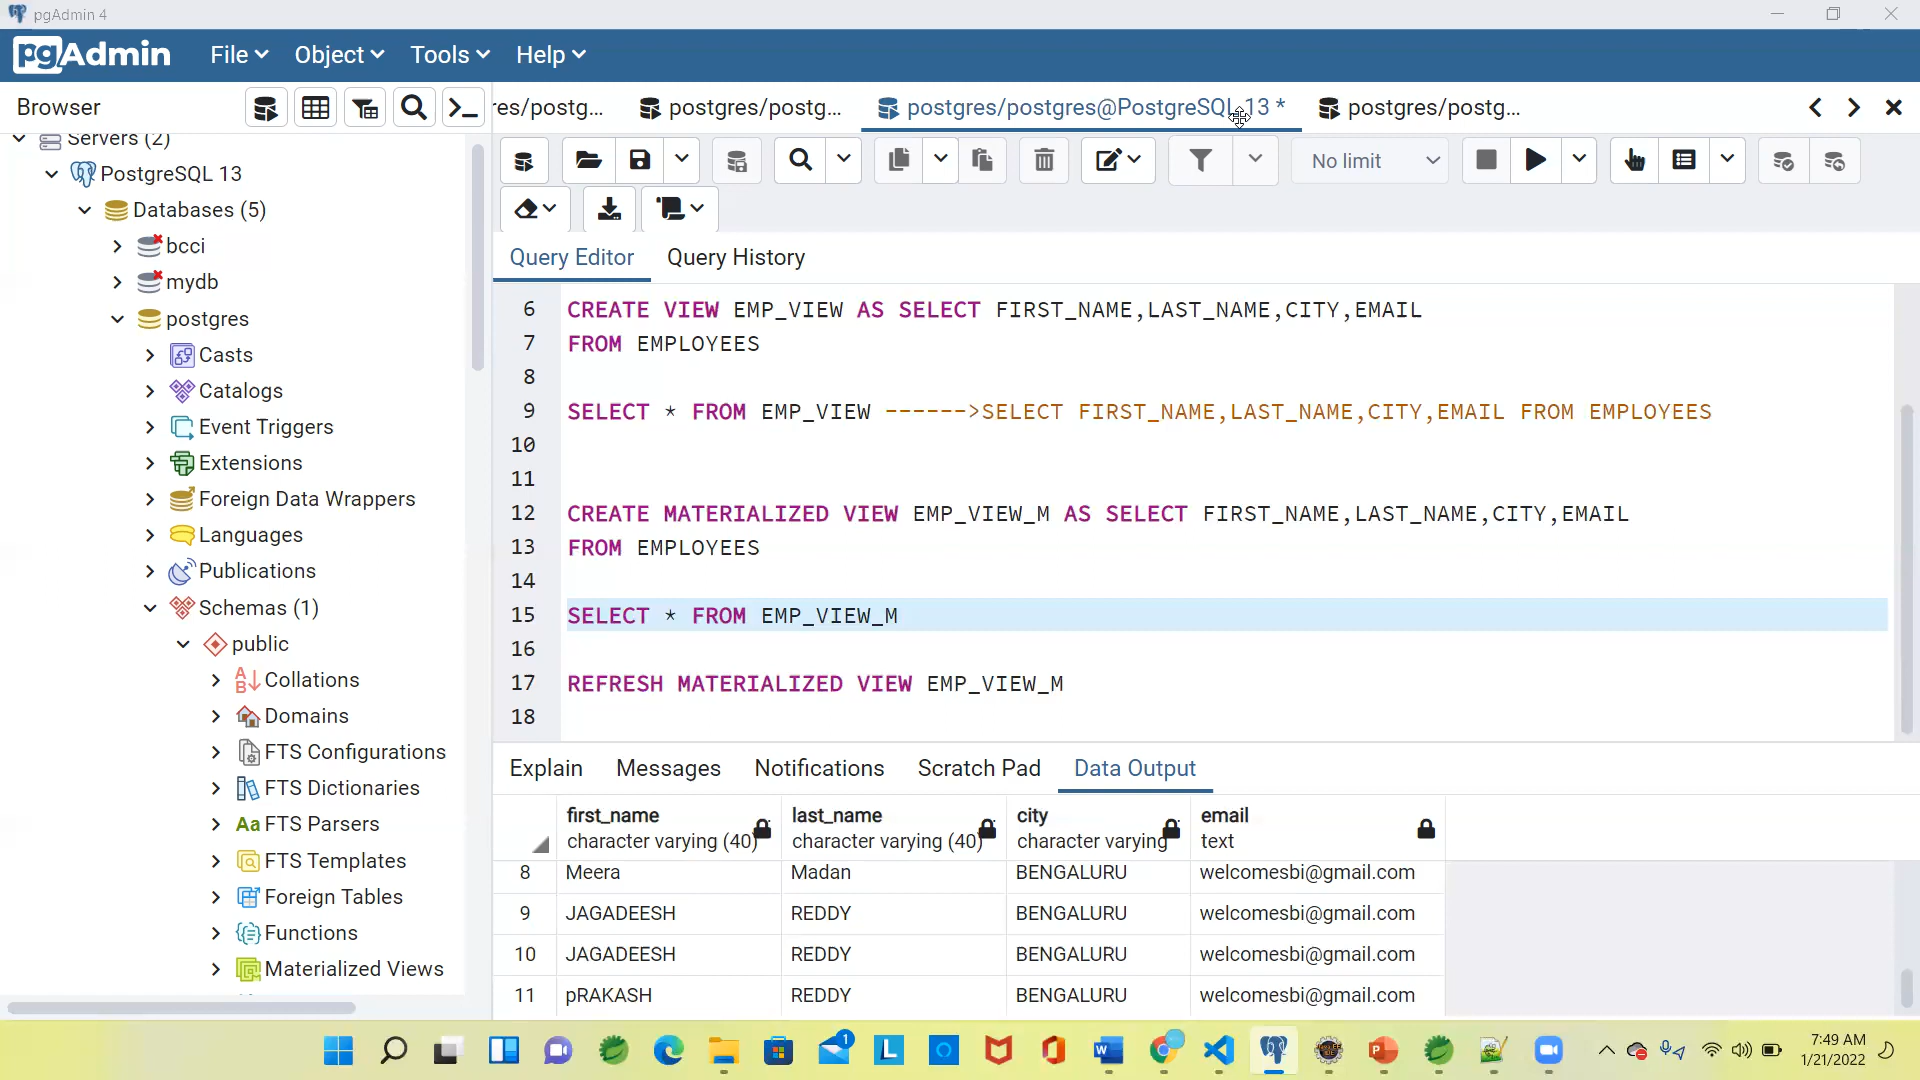 pgAdmin 4
pgAdmin File Object Tools Help
Browser
res/postg...
postgres/postg...
postgres/postgres@PostgreSQL 13 *
postgres/postg...
No limit
Query Editor
Query History
Servers (2)
PostgreSQL 13
Databases (5)
bcci
mydb
postgres
Casts
Catalogs
Event Triggers
Extensions
Foreign Data Wrappers
Languages
Publications
Schemas (1)
public
Collations
Domains
FTS Configurations
FTS Dictionaries
Aa FTS Parsers
FTS Templates
Foreign Tables
Functions
Materialized Views
6 CREATE VIEW EMP_VIEW AS SELECT FIRST_NAME,LAST_NAME,CITY,EMAIL
7 FROM EMPLOYEES
8
9 SELECT * FROM EMP_VIEW ------>SELECT FIRST_NAME,LAST_NAME,CITY,EMAIL FROM EMPLOYEES
10
11
12 CREATE MATERIALIZED VIEW EMP_VIEW_M AS SELECT FIRST_NAME,LAST_NAME,CITY,EMAIL
13 FROM EMPLOYEES
14
15 SELECT * FROM EMP_VIEW_M
16
17 REFRESH MATERIALIZED VIEW EMP_VIEW_M
18
Explain Messages Notifications Scratch Pad Data Output
first_name last_name city email
character varying (40) character varying (40) character varying text
8 Meera Madan BENGALURU welcomesbi@gmail.com
9 JAGADEESH REDDY BENGALURU welcomesbi@gmail.com
10 JAGADEESH REDDY BENGALURU welcomesbi@gmail.com
11 pRAKASH REDDY BENGALURU welcomesbi@gmail.com
1
7:49 AM
1/21/2022